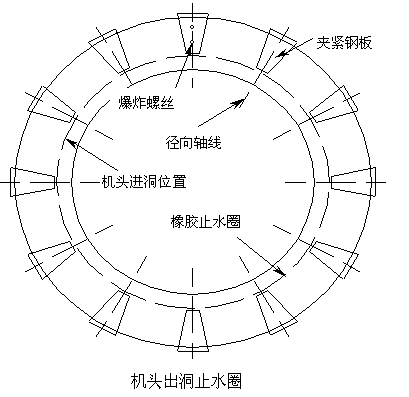 夹紧钢板
爆炸螺丝
径向轴线
机头进洞位置
橡胶止水圈
机头出洞止水圈